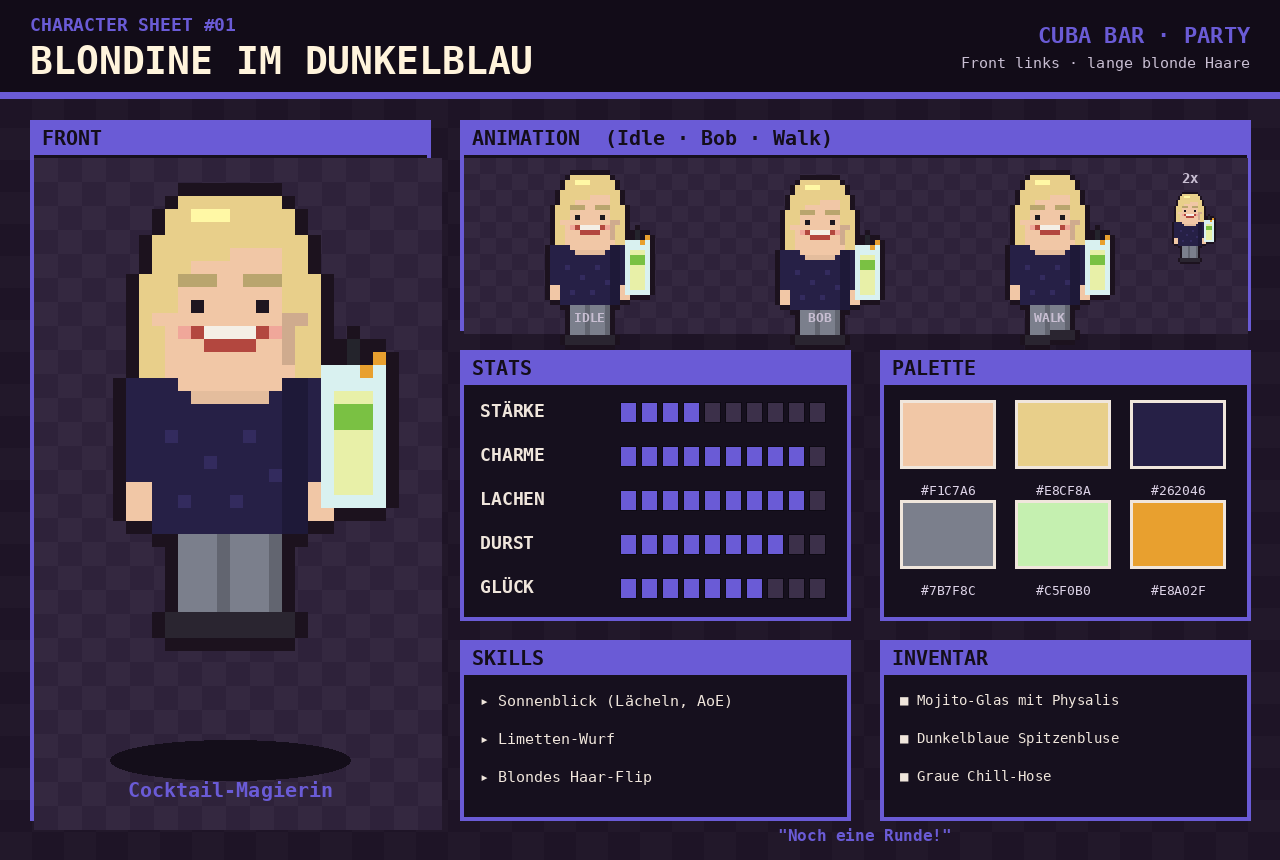 CHARACTER SHEET #01
BLONDINE IM DUNKELBLAU
CUBA BAR · PARTY
Front links · lange blonde Haare
FRONT
Cocktail-Magierin
ANIMATION (Idle · Bob · Walk)
IDLE
BOB
WALK
2x
STATS
STÄRKE
CHARME
LACHEN
DURST
GLÜCK
PALETTE
#F1C7A6 #E8CF8A #262046
#7B7F8C #C5F0B0 #E8A02F
SKILLS
▸ Sonnenblick (Lächeln, AoE)
▸ Limetten-Wurf
▸ Blondes Haar-Flip
INVENTAR
■ Mojito-Glas mit Physalis
■ Dunkelblaue Spitzenbluse
■ Graue Chill-Hose
"Noch eine Runde!"